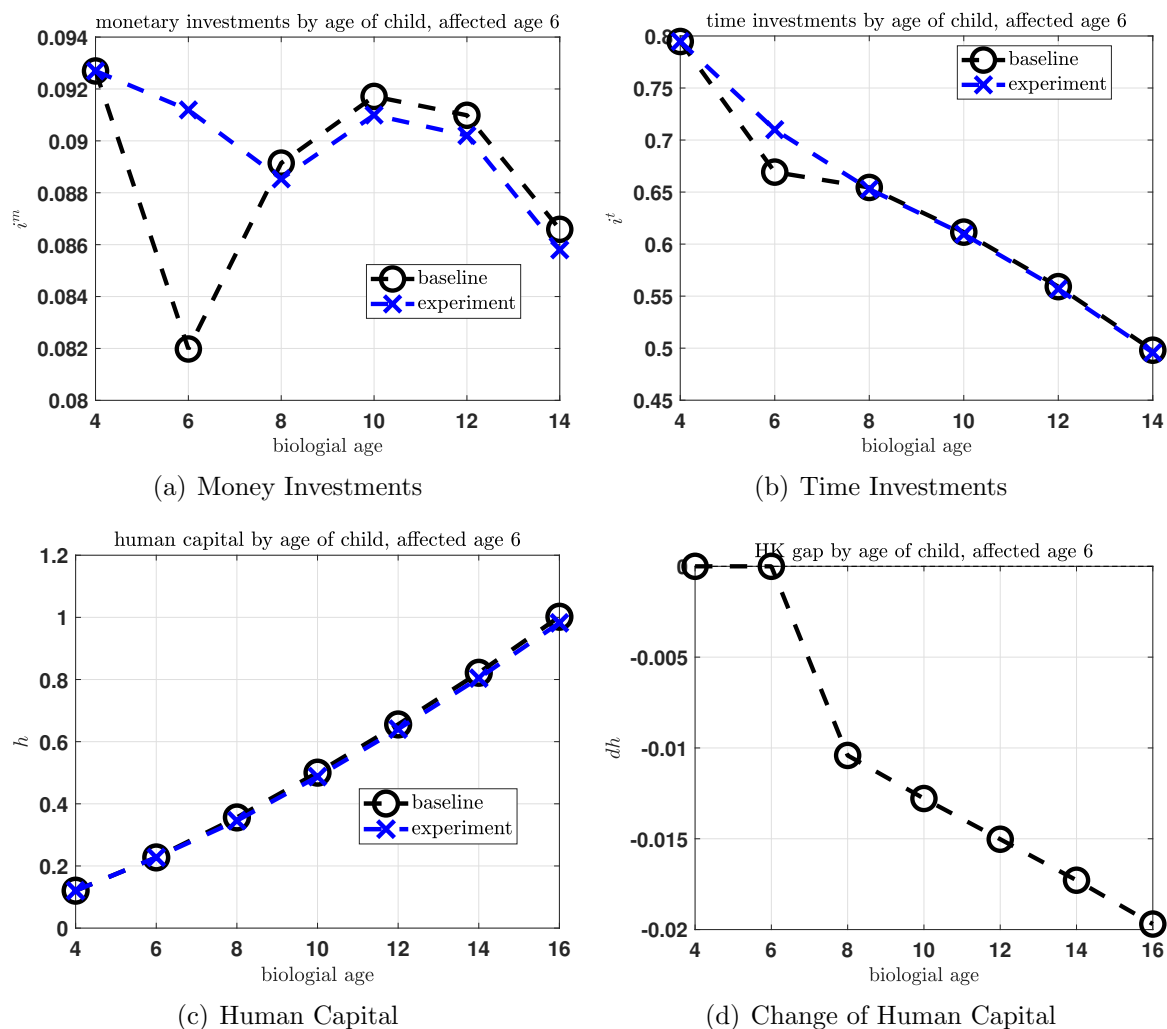 monetary investments by age of child, affected age 6
0.094
0.092
0.09
0.088
0.086
0.084
0.082
0.08
i^m
baseline
experiment
4 6 8 10 12 14
biologial age
(a) Money Investments
time investments by age of child, affected age 6
0.8
0.75
0.7
0.65
0.6
0.55
0.5
0.45
i^t
baseline
experiment
4 6 8 10 12 14
biologial age
(b) Time Investments
human capital by age of child, affected age 6
1.2
1
0.8
0.6
0.4
0.2
0
h
baseline
experiment
4 6 8 10 12 14 16
biologial age
(c) Human Capital
HK gap by age of child, affected age 6
0
-0.005
-0.01
-0.015
-0.02
dh
4 6 8 10 12 14 16
biologial age
(d) Change of Human Capital